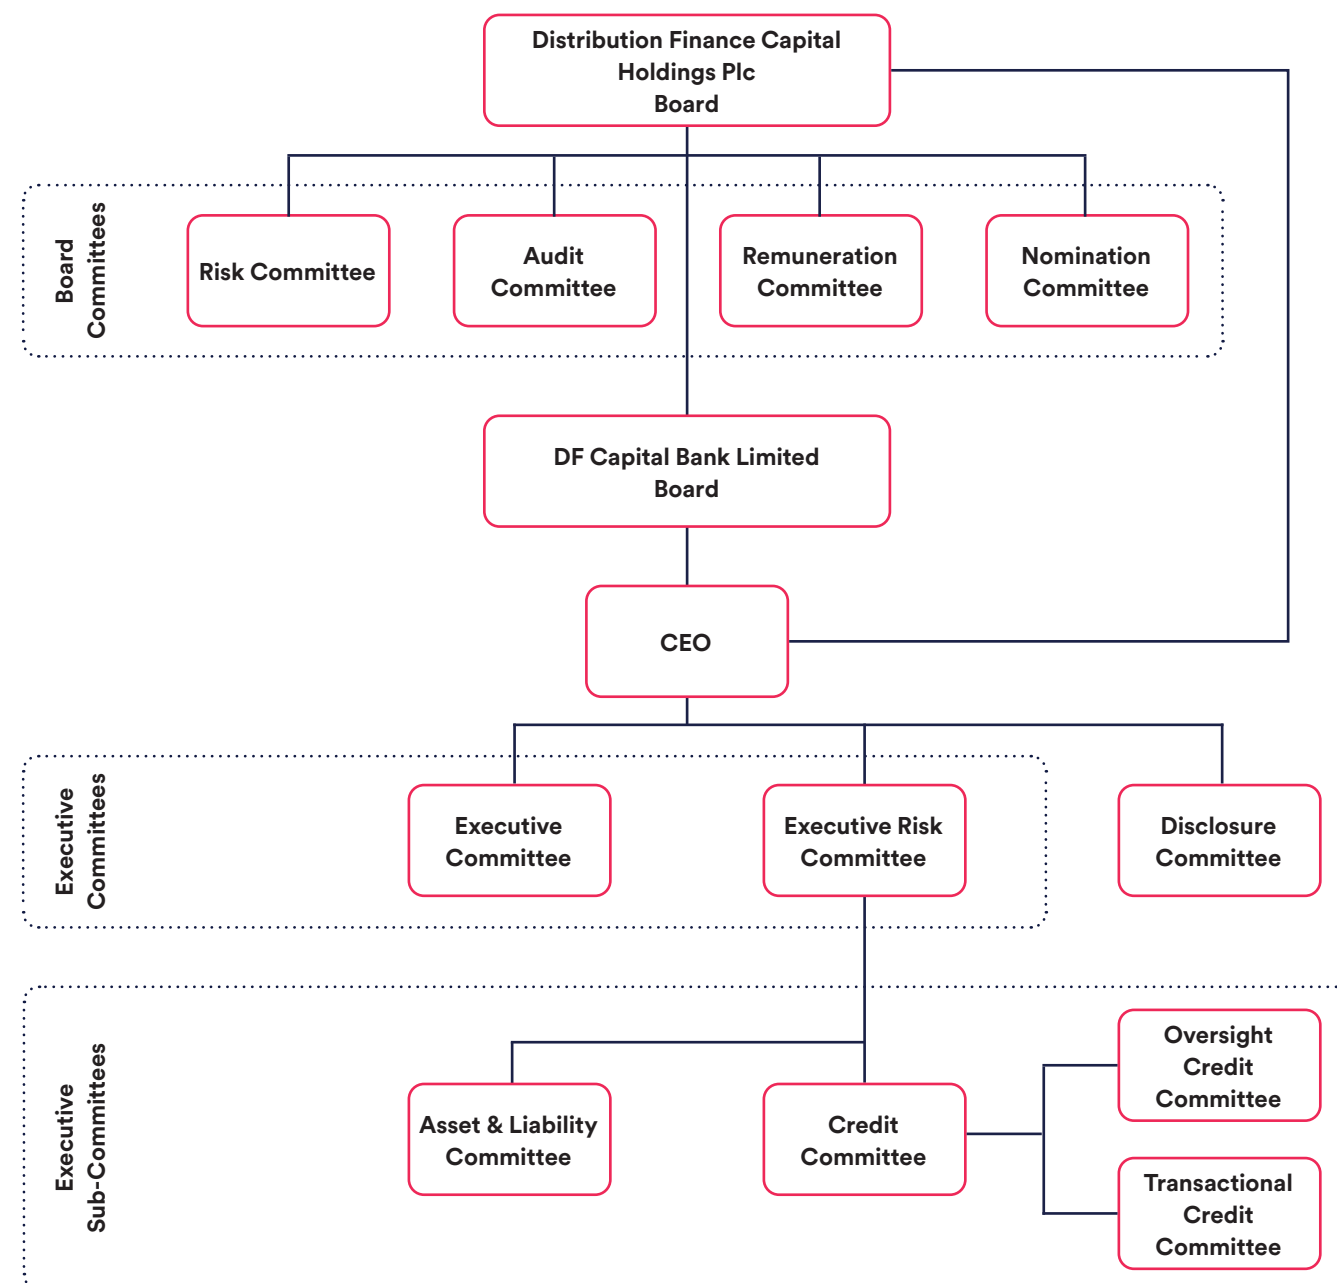 Distribution Finance Capital
Holdings Plc
Board
Board
Committees
Risk Committee
Audit
Committee
Remuneration
Committee
Nomination
Committee
DF Capital Bank Limited
Board
CEO
Executive
Committees
Executive
Committee
Executive Risk
Committee
Disclosure
Committee
Executive
Sub-Committees
Asset & Liability
Committee
Credit
Committee
Oversight
Credit
Committee
Transactional
Credit
Committee